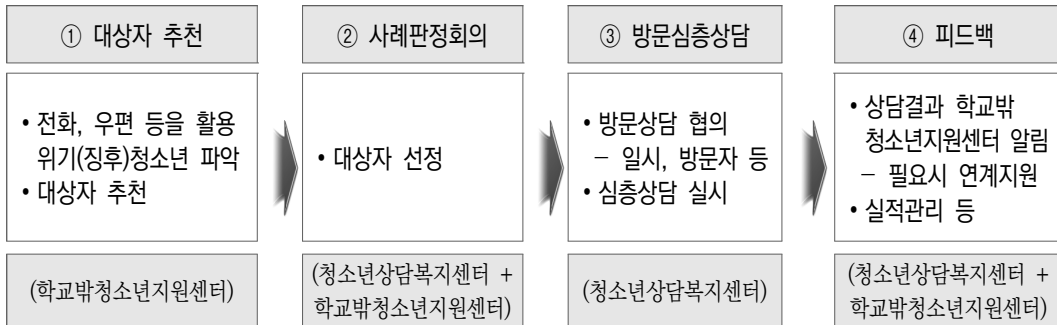 ① 대상자 추천
• 전화, 우편 등을 활용
위기(징후)청소년 파악
• 대상자 추천
(학교밖청소년지원센터)
② 사례판정회의
• 대상자 선정
(청소년상담복지센터 +
학교밖청소년지원센터)
③ 방문심층상담
• 방문상담 협의
− 일시, 방문자 등
• 심층상담 실시
(청소년상담복지센터)
④ 피드백
• 상담결과 학교밖
청소년지원센터 알림
− 필요시 연계지원
• 실적관리 등
(청소년상담복지센터 +
학교밖청소년지원센터)